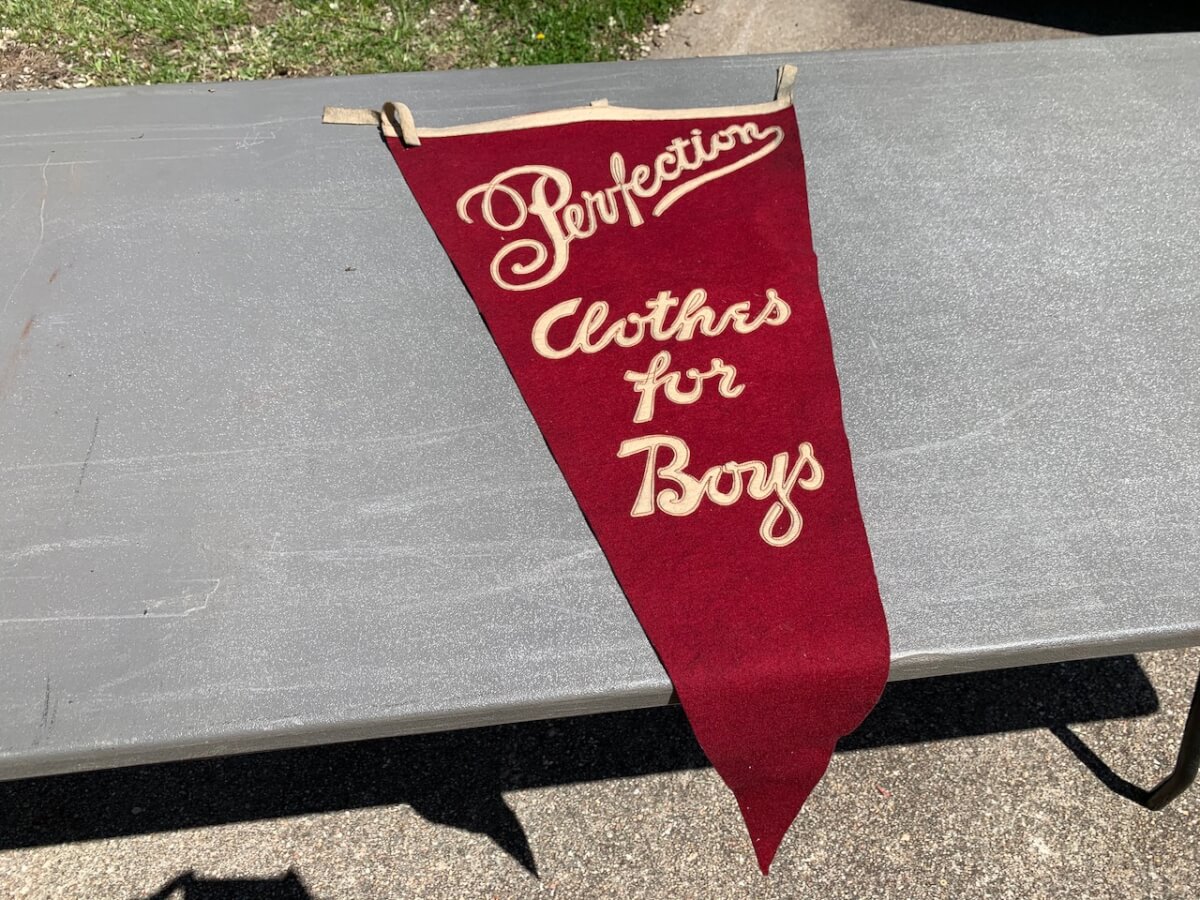 Perfection
Clothes
for
Boys